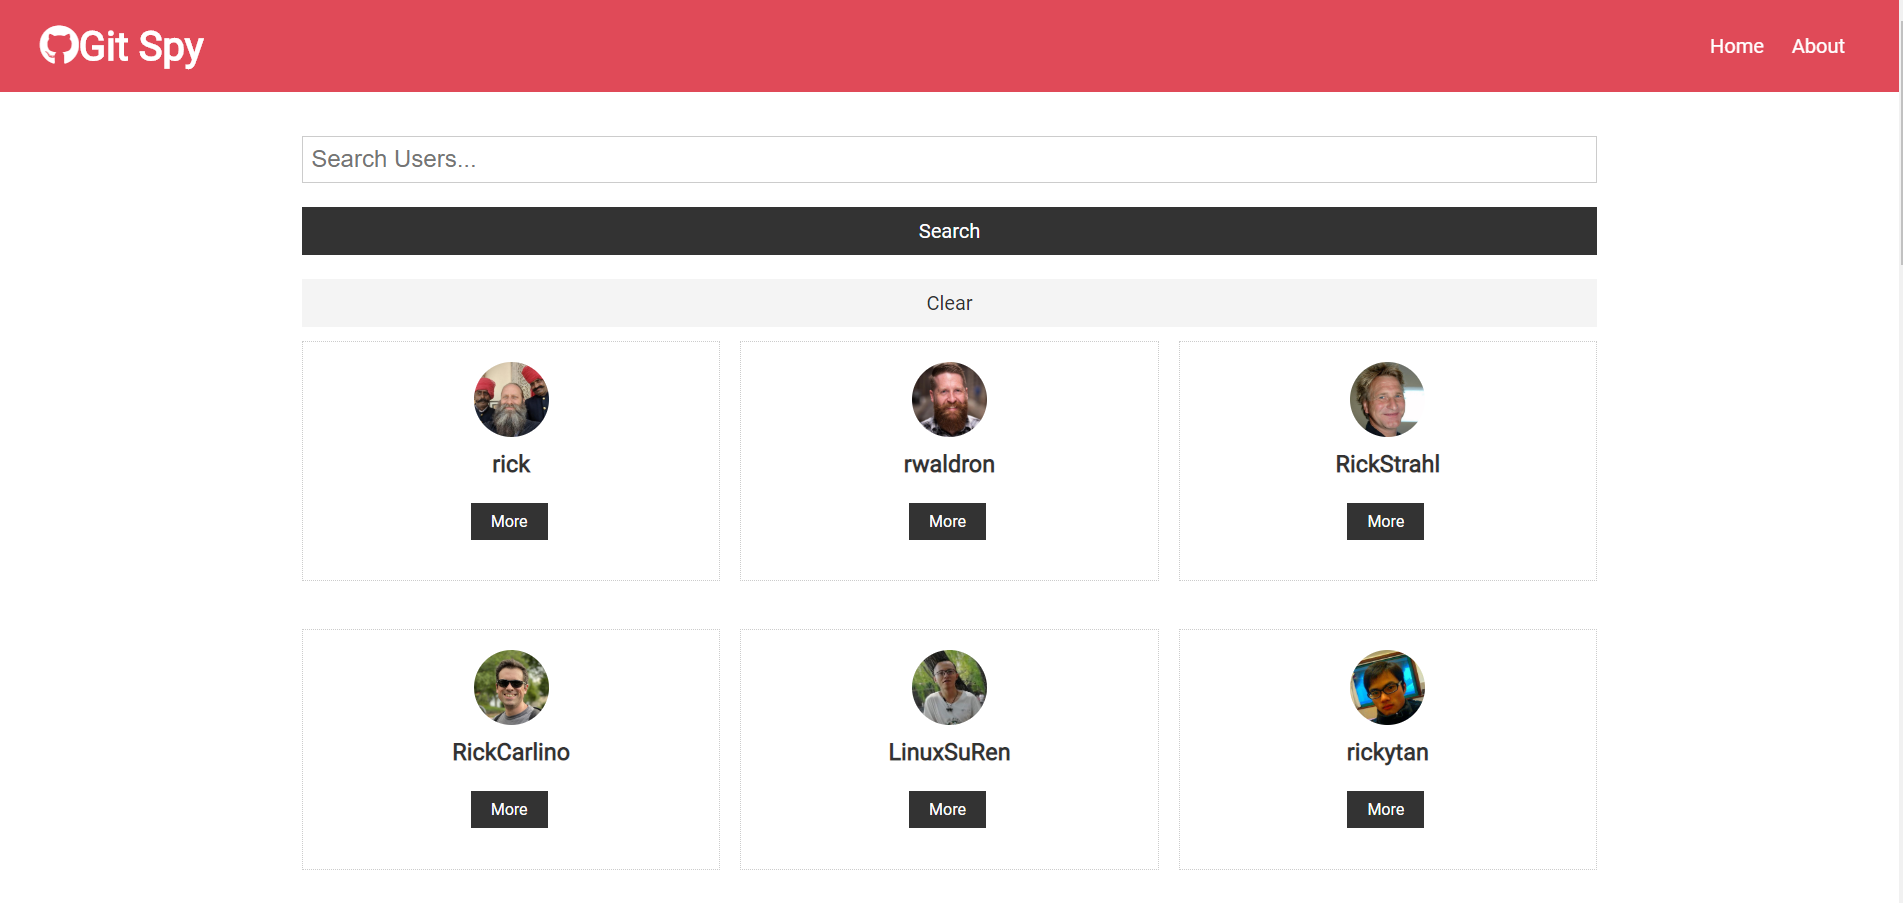 Git Spy
Home About
Search Users...
Search
Clear
rick rwaldron RickStrahl
More More More
RickCarlino LinuxSuRen rickytan
More More More